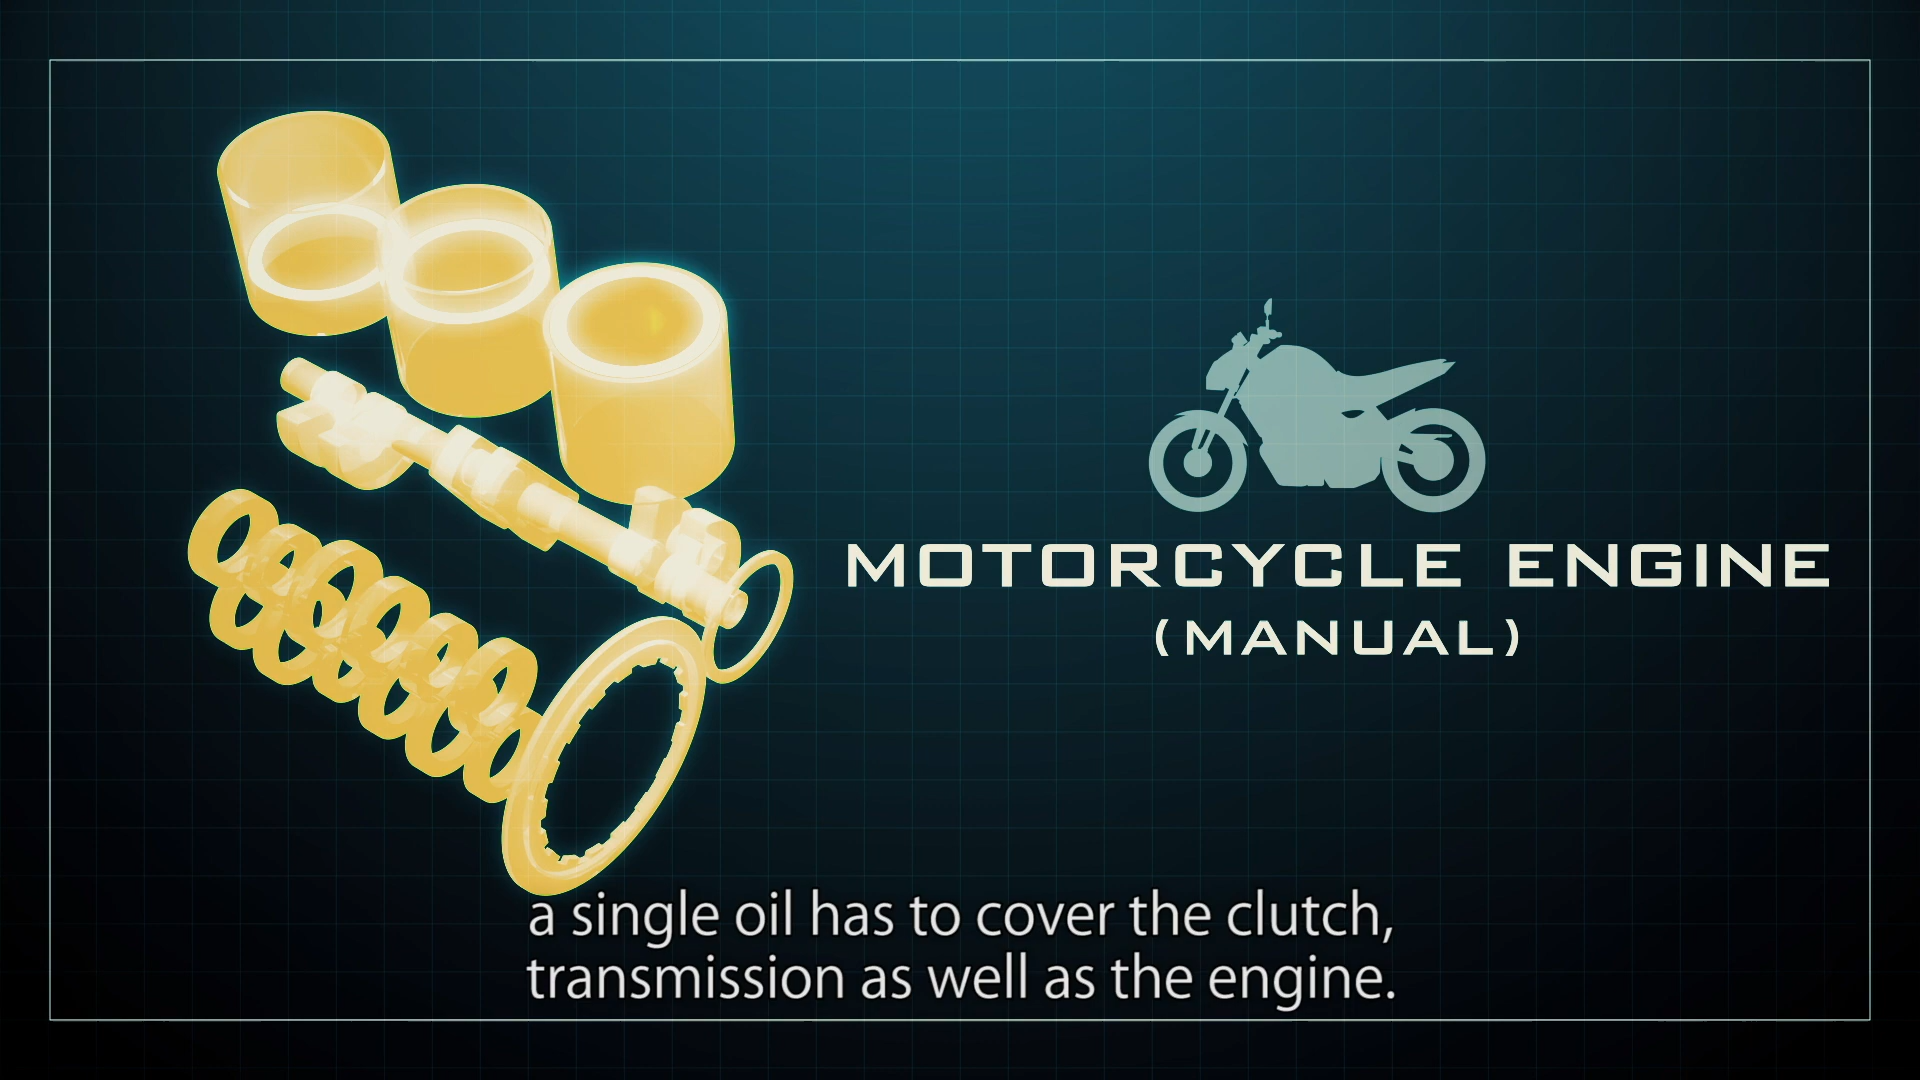 MOTORCYCLE ENGINE
(MANUAL)
a single oil has to cover the clutch,
transmission as well as the engine.